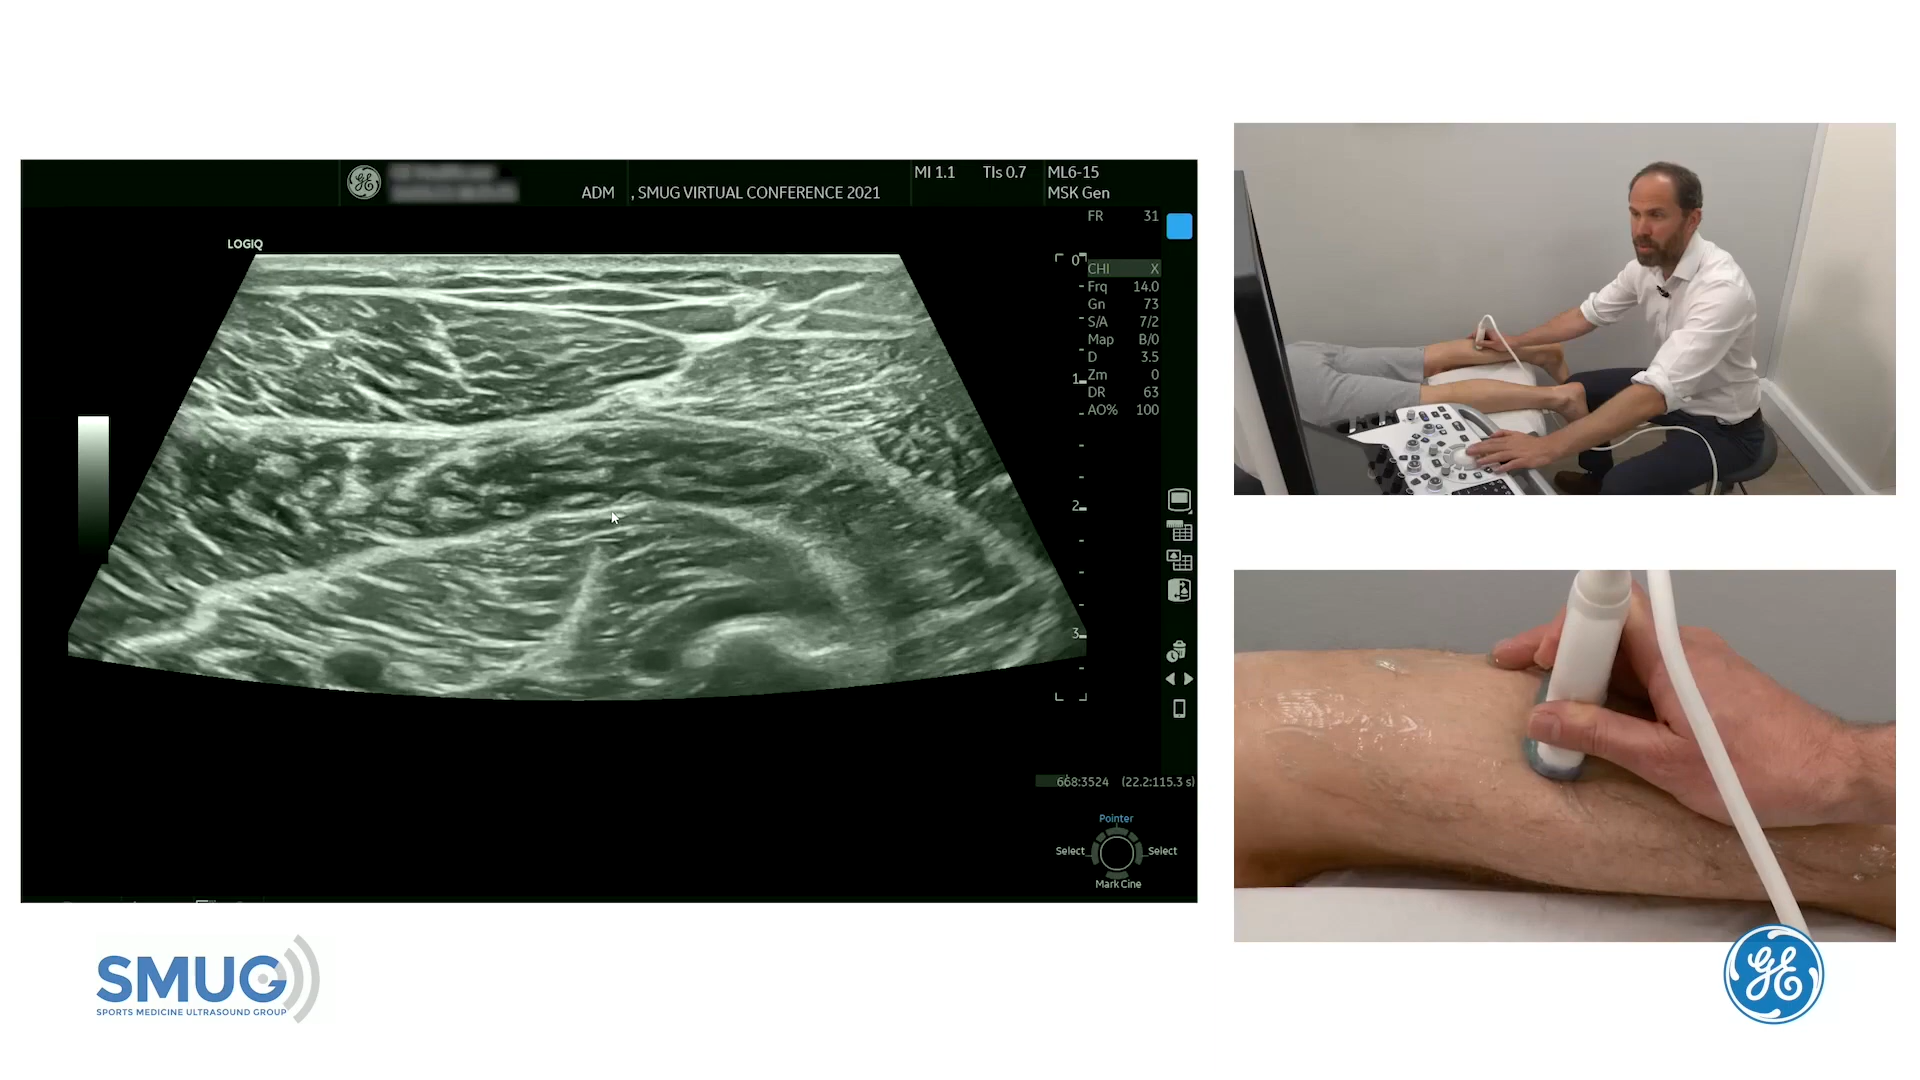 ADM , SMUG VIRTUAL CONFERENCE 2021
MI 1.1 TIs 0.7 ML6-15
MSK Gen
FR 31
LOGIQ
0
CHI X
Frq 14.0
Gn 73
S/A 7/2
Map B/0
D 3.5
1
Zm 0
DR 63
AO% 100
2
3
668:3524 (22.2:115.3 s)
Pointer
Select Select
Mark Cine
SMUG
SPORTS MEDICINE ULTRASOUND GROUP
GE